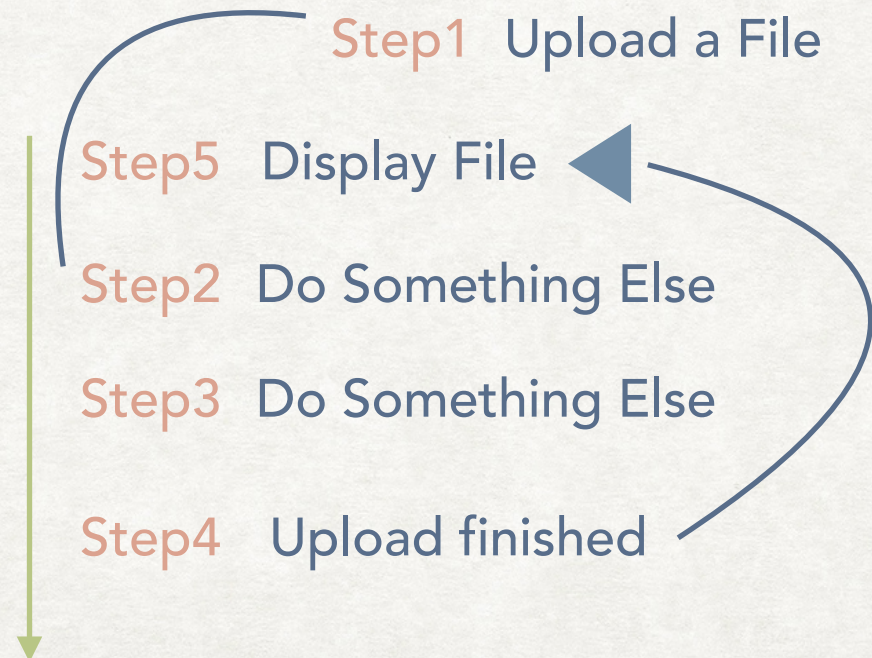 Step1 Upload a File
Step5 Display File
Step2 Do Something Else
Step3 Do Something Else
Step4 Upload finished